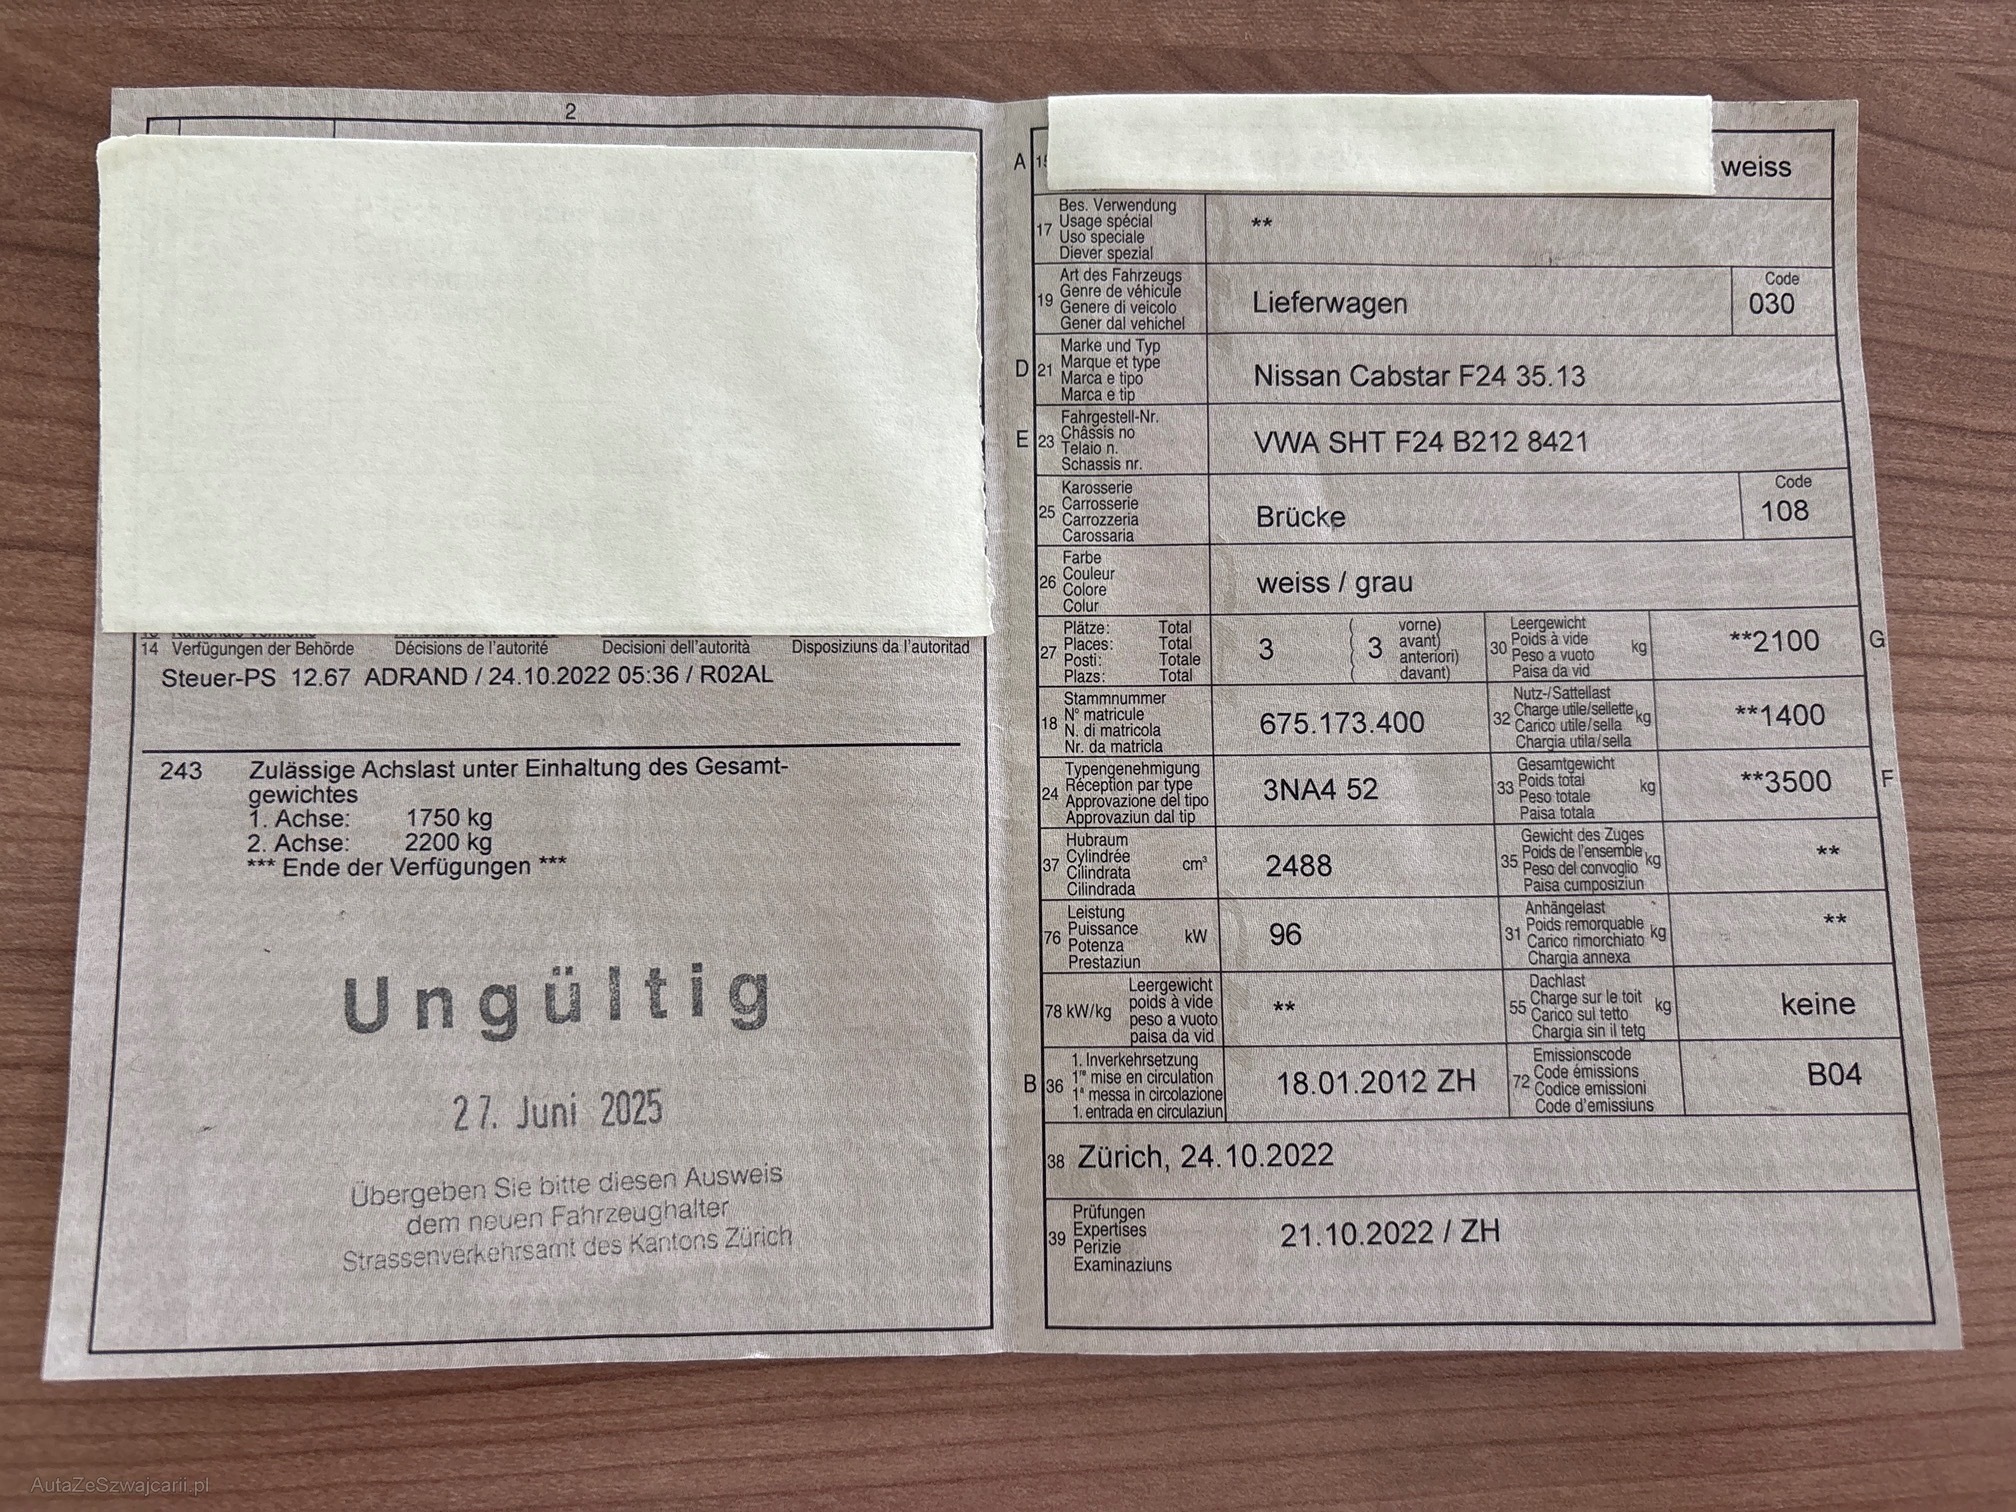 2
14 Verfügungen der Behörde Décisions de l'autorité Decisioni dell'autorità Disposiziuns da l'autoritad
Steuer-PS 12.67 ADRAND / 24.10.2022 05:36 / R02AL
243 Zulässige Achslast unter Einhaltung des Gesamt-
gewichtes
1. Achse: 1750 kg
2. Achse: 2200 kg
*** Ende der Verfügungen ***
Ungültig
27. Juni 2025
Übergeben Sie bitte diesen Ausweis
dem neuen Fahrzeughalter
Strassenverkehrsamt des Kantons Zürich
A weiss
17 Bes. Verwendung
Usage spécial
Uso speciale
Diever spezial
**
19 Art des Fahrzeugs
Genre de véhicule
Genere di veicolo
Gener dal vehichel
Lieferwagen
Code
030
D 21 Marke und Typ
Marque et type
Marca e tipo
Marca e tip
Nissan Cabstar F24 35.13
E 23 Fahrgestell-Nr.
Châssis no
Telaio n.
Schassis nr.
VWA SHT F24 B212 8421
25 Karosserie
Carrosserie
Carrozzeria
Carossaria
Brücke
Code
108
26 Farbe
Couleur
Colore
Colur
weiss / grau
27 Plätze: Total
Places: Total
Posti: Totale
Plazs: Total
3 ( 3 vorne)
avant)
anteriori)
davant)
30 Leergewicht
Poids à vide
Peso a vuoto
Paisa da vid
kg
**2100
G
18 Stammnummer
N° matricule
N. di matricola
Nr. da matricla
675.173.400
32 Nutz-/Sattellast
Charge utile/sellette
Carico utile/sella
Chargia utila/sella
kg
**1400
24 Typengenehmigung
Réception par type
Approvazione del tipo
Approvaziun dal tip
3NA4 52
33 Gesamtgewicht
Poids total
Peso totale
Paisa totala
kg
**3500
F
37 Hubraum
Cylindrée
Cilindrata
Cilindrada
cm³
2488
35 Gewicht des Zuges
Poids de l'ensemble
Peso del convoglio
Paisa cumposiziun
kg
**
76 Leistung
Puissance
Potenza
Prestaziun
kW
96
31 Anhängelast
Poids remorquable
Carico rimorchiato
Chargia annexa
kg
**
78 kW/kg Leergewicht
poids à vide
peso a vuoto
paisa da vid
**
55 Dachlast
Charge sur le toit
Carico sul tetto
Chargia sin il tetg
kg
keine
B 36 1. Inverkehrsetzung
1re mise en circulation
1a messa in circolazione
1. entrada en circulaziun
18.01.2012 ZH
72 Emissionscode
Code émissions
Codice emissioni
Code d'emissiuns
B04
38 Zürich, 24.10.2022
39 Prüfungen
Expertises
Perizie
Examinaziuns
21.10.2022 / ZH
AutaZeSzwajcarii.pl